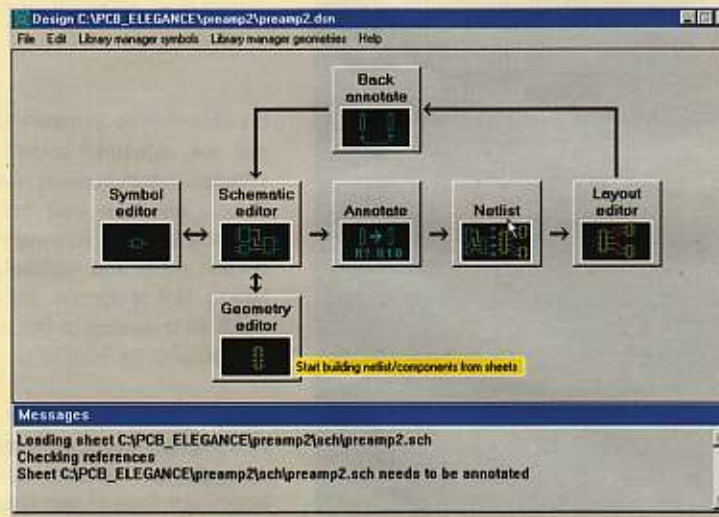 Design C:\PCB_ELEGANCE\preamp2\preamp2.dsn
File Edit Library manager symbols Library manager geometries Help
Back annotate
Symbol editor
Schematic editor
Annotate
Netlist
Layout editor
R? R10
Geometry editor
Start building netlist/components from sheets
Messages
Loading sheet C:\PCB_ELEGANCE\preamp2\sch\preamp2.sch
Checking references
Sheet C:\PCB_ELEGANCE\preamp2\sch\preamp2.sch needs to be annotated